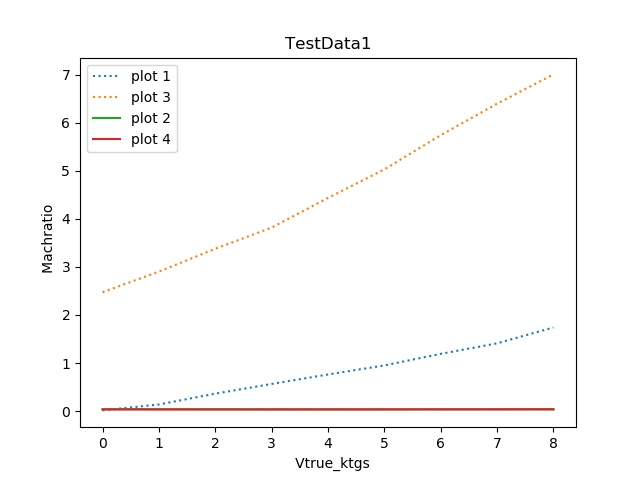 TestData1
plot 1
plot 3
plot 2
plot 4
7
6
5
4
3
2
1
0
Machratio
0 1 2 3 4 5 6 7 8
Vtrue_ktgs